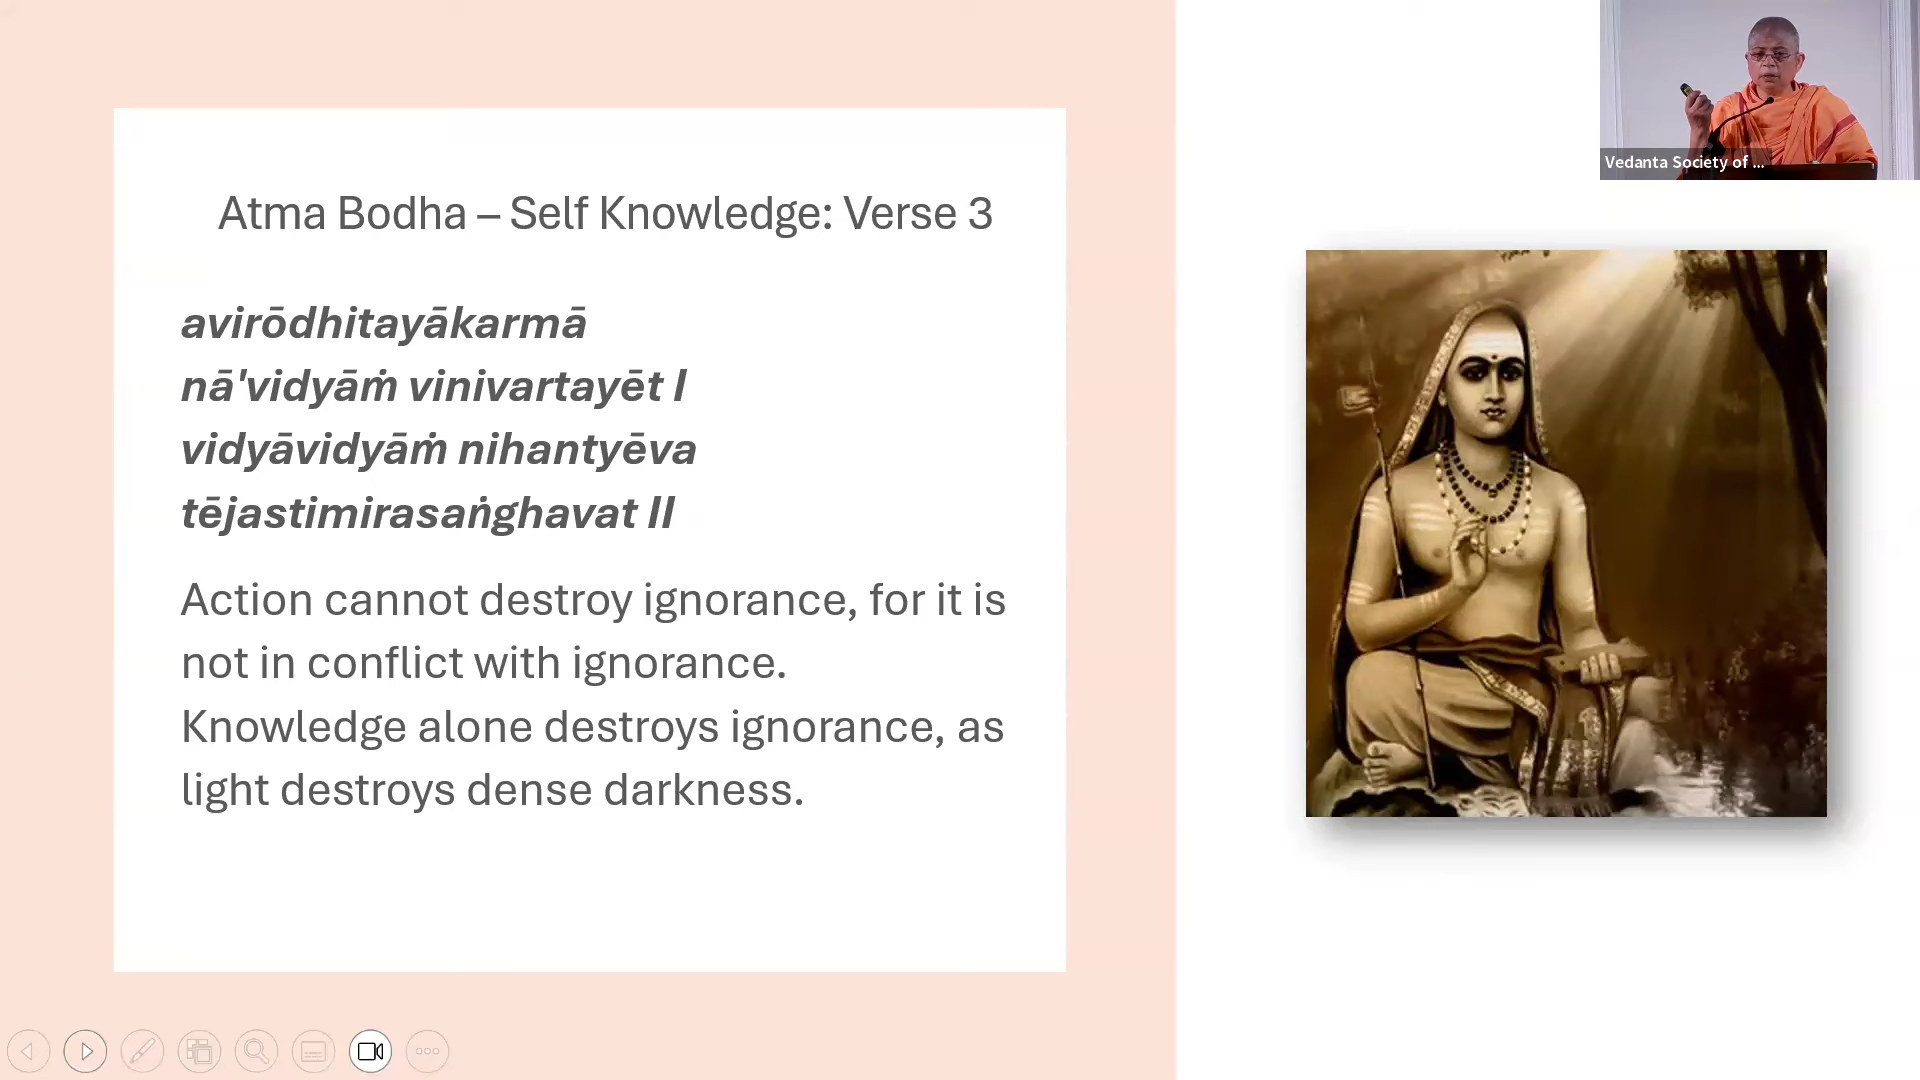 Vedanta Society of ...
Atma Bodha – Self Knowledge: Verse 3
avirōdhitayākarmā
nā'vidyāṁ vinivartayēt I
vidyāvidyāṁ nihantyēva
tējastimirasaṅghavat II
Action cannot destroy ignorance, for it is
not in conflict with ignorance.
Knowledge alone destroys ignorance, as
light destroys dense darkness.